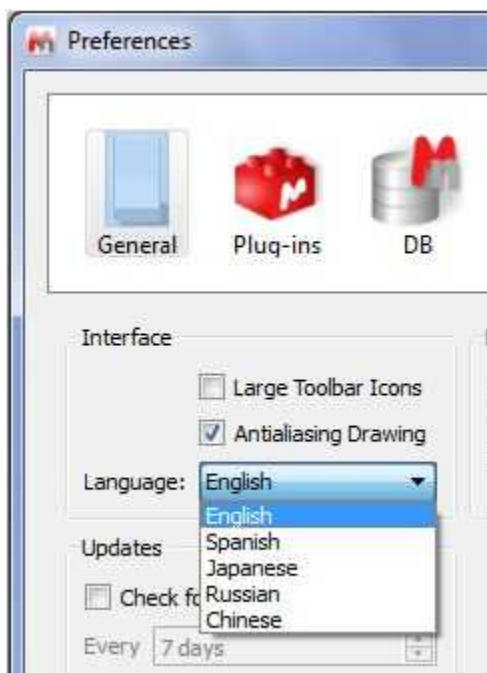 Preferences
General Plug-ins DB
Interface
Large Toolbar Icons
Antialiasing Drawing
Language: English
English
Spanish
Updates
Japanese
Check
Russian
Chinese
Every 7 days